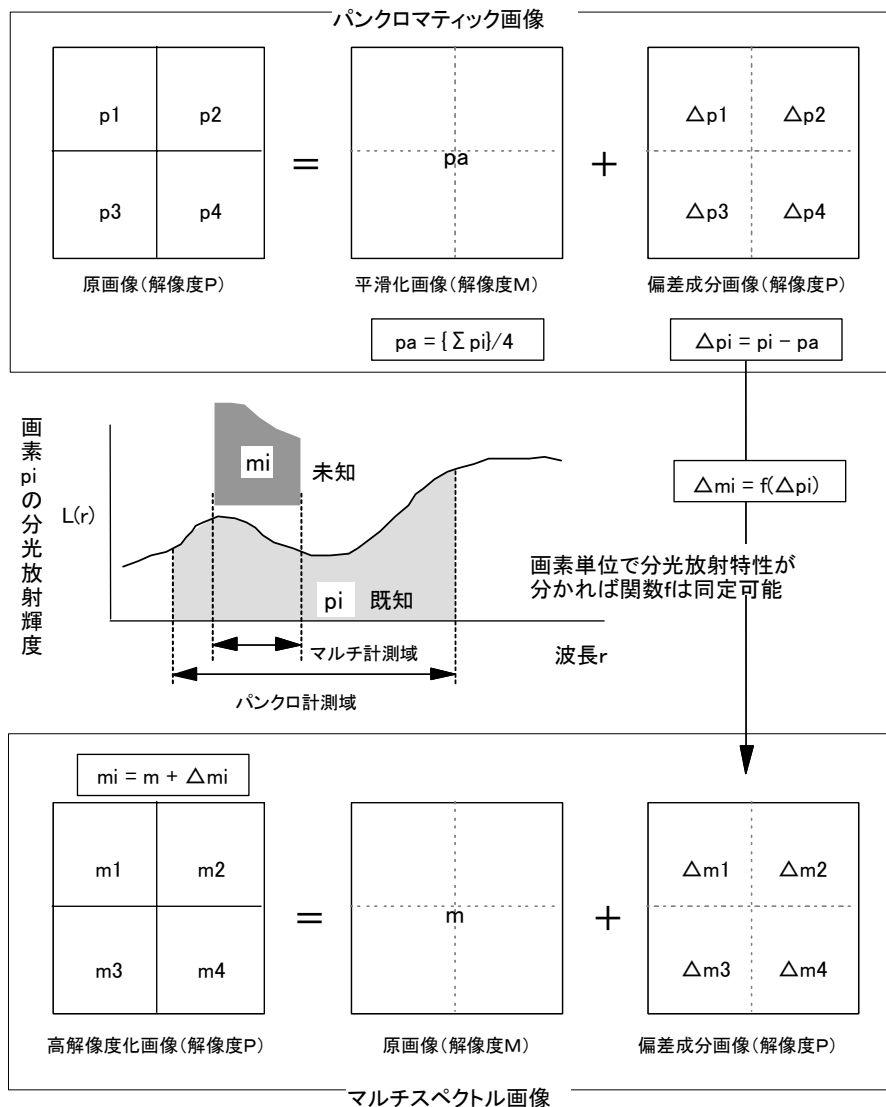 パンクロマティック画像
p1
p2
p3
p4
=
pa
+
△p1
△p2
△p3
△p4
原画像(解像度P)
平滑化画像(解像度M)
偏差成分画像(解像度P)
pa = {Σpi}/4
△pi = pi − pa
画素piの分光放射輝度
L(r)
mi
未知
pi
既知
マルチ計測域
パンクロ計測域
波長r
△mi = f(△pi)
画素単位で分光放射特性が
分かれば関数fは同定可能
mi = m + △mi
m1
m2
m3
m4
=
m
+
△m1
△m2
△m3
△m4
高解像度化画像(解像度P)
原画像(解像度M)
偏差成分画像(解像度P)
マルチスペクトル画像